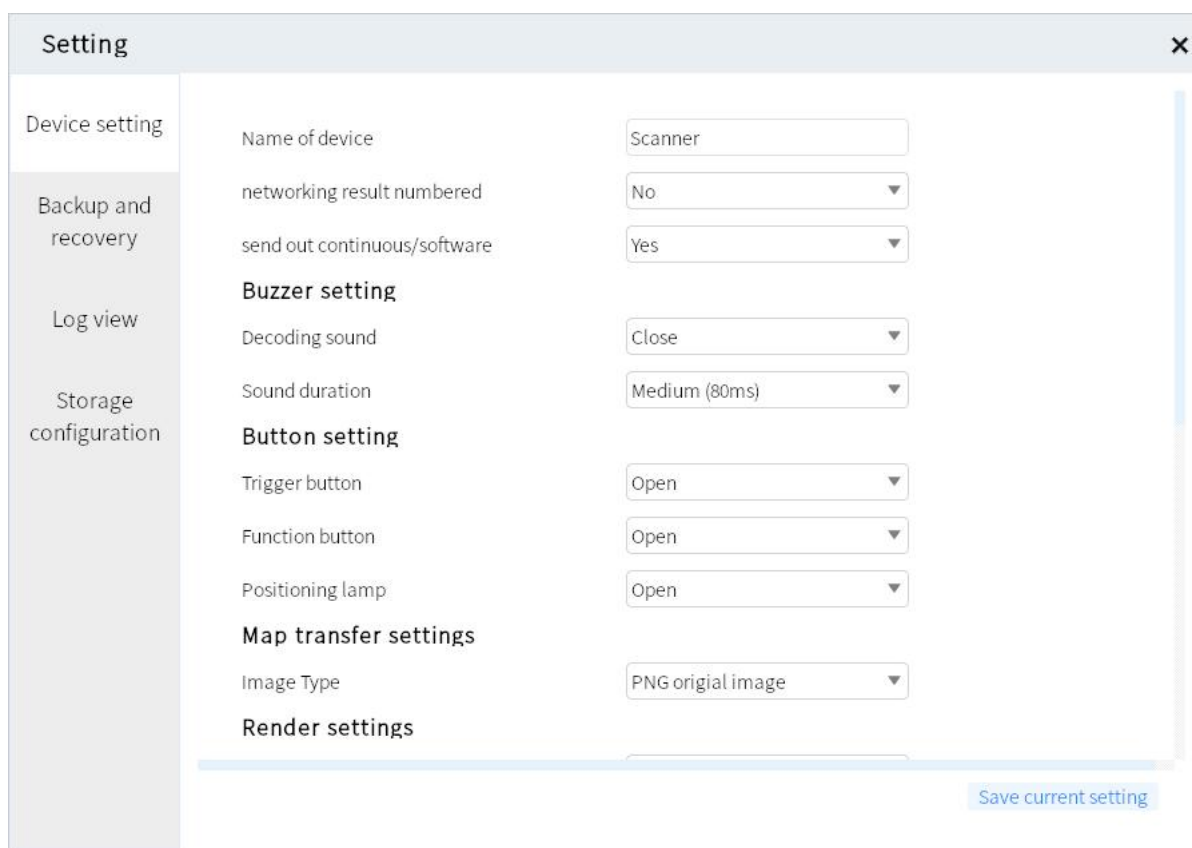 Setting
×
Device setting
Backup and
recovery
Log view
Storage
configuration
Name of device
Scanner
networking result numbered
No
send out continuous/software
Yes
Buzzer setting
Decoding sound
Close
Sound duration
Medium (80ms)
Button setting
Trigger button
Open
Function button
Open
Positioning lamp
Open
Map transfer settings
Image Type
PNG origial image
Render settings
Save current setting